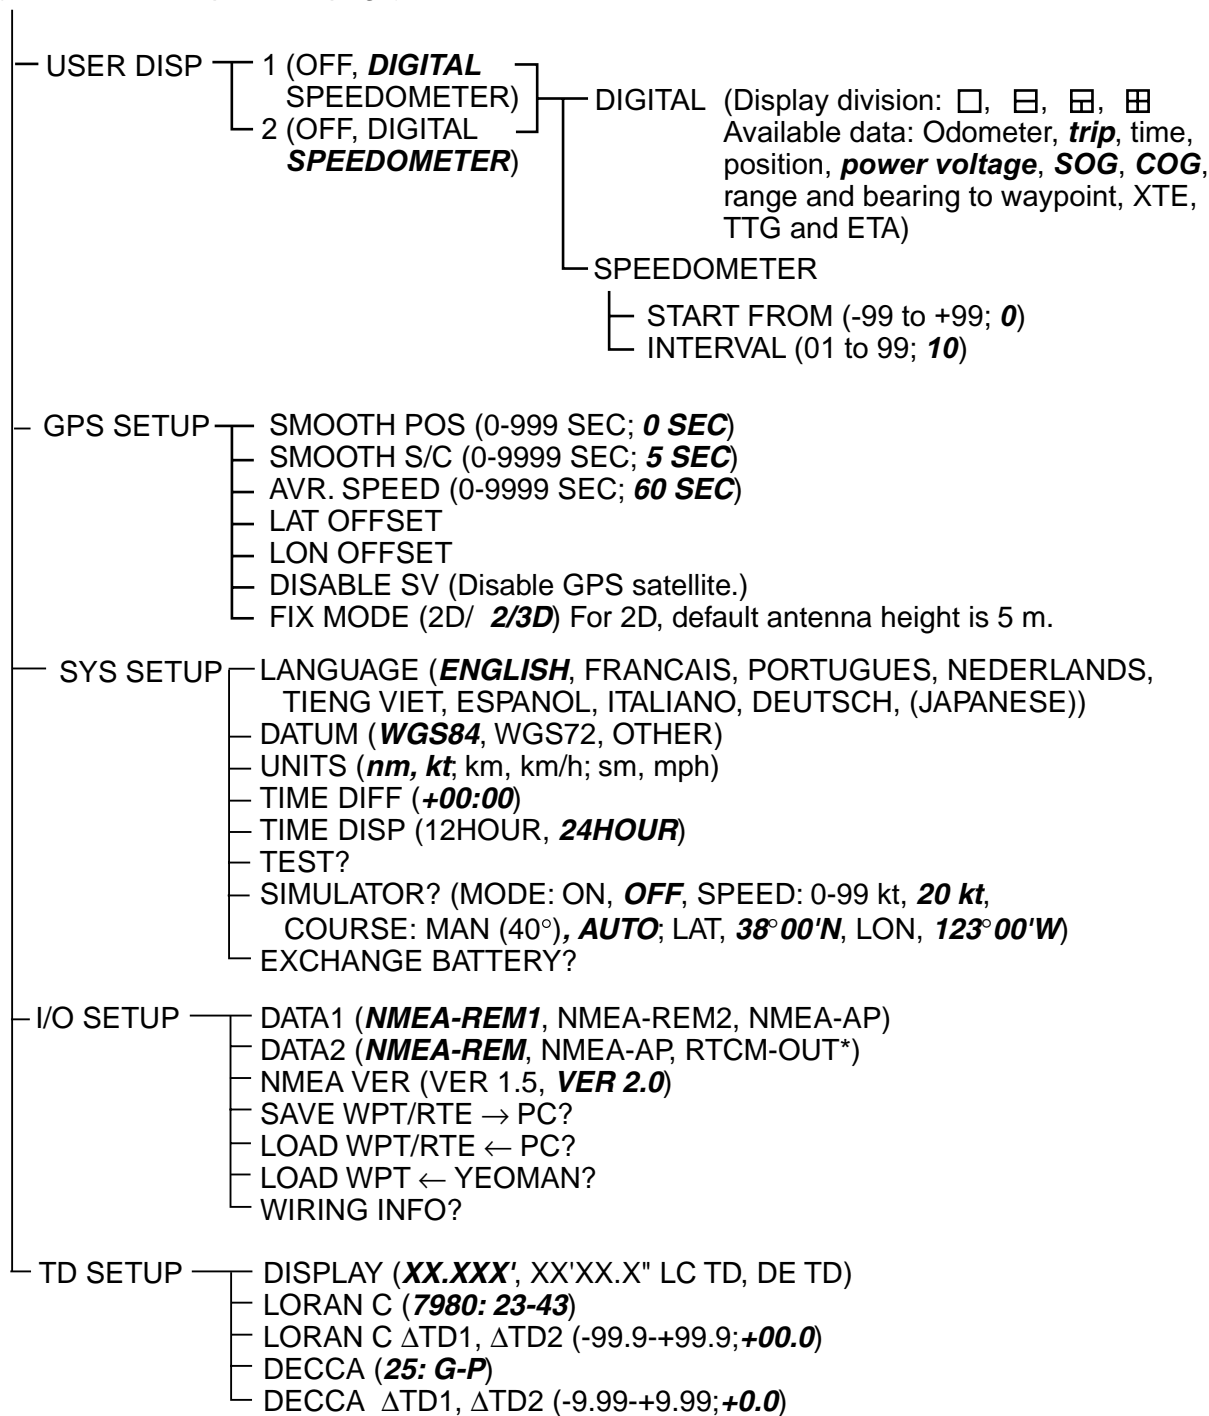 USER DISP
1 (OFF, DIGITAL
SPEEDOMETER)
2 (OFF, DIGITAL
SPEEDOMETER)
DIGITAL (Display division: □, ⊟, , ⊞
Available data: Odometer, trip, time,
position, power voltage, SOG, COG,
range and bearing to waypoint, XTE,
TTG and ETA)
SPEEDOMETER
START FROM (-99 to +99; 0)
INTERVAL (01 to 99; 10)
GPS SETUP
SMOOTH POS (0-999 SEC; 0 SEC)
SMOOTH S/C (0-9999 SEC; 5 SEC)
AVR. SPEED (0-9999 SEC; 60 SEC)
LAT OFFSET
LON OFFSET
DISABLE SV (Disable GPS satellite.)
FIX MODE (2D/ 2/3D) For 2D, default antenna height is 5 m.
SYS SETUP
LANGUAGE (ENGLISH, FRANCAIS, PORTUGUES, NEDERLANDS,
TIENG VIET, ESPANOL, ITALIANO, DEUTSCH, (JAPANESE))
DATUM (WGS84, WGS72, OTHER)
UNITS (nm, kt; km, km/h; sm, mph)
TIME DIFF (+00:00)
TIME DISP (12HOUR, 24HOUR)
TEST?
SIMULATOR? (MODE: ON, OFF, SPEED: 0-99 kt, 20 kt,
COURSE: MAN (40°), AUTO; LAT, 38°00'N, LON, 123°00'W)
EXCHANGE BATTERY?
I/O SETUP
DATA1 (NMEA-REM1, NMEA-REM2, NMEA-AP)
DATA2 (NMEA-REM, NMEA-AP, RTCM-OUT*)
NMEA VER (VER 1.5, VER 2.0)
SAVE WPT/RTE → PC?
LOAD WPT/RTE ← PC?
LOAD WPT ← YEOMAN?
WIRING INFO?
TD SETUP
DISPLAY (XX.XXX', XX'XX.X" LC TD, DE TD)
LORAN C (7980: 23-43)
LORAN C ΔTD1, ΔTD2 (-99.9-+99.9;+00.0)
DECCA (25: G-P)
DECCA ΔTD1, ΔTD2 (-9.99-+9.99;+0.0)